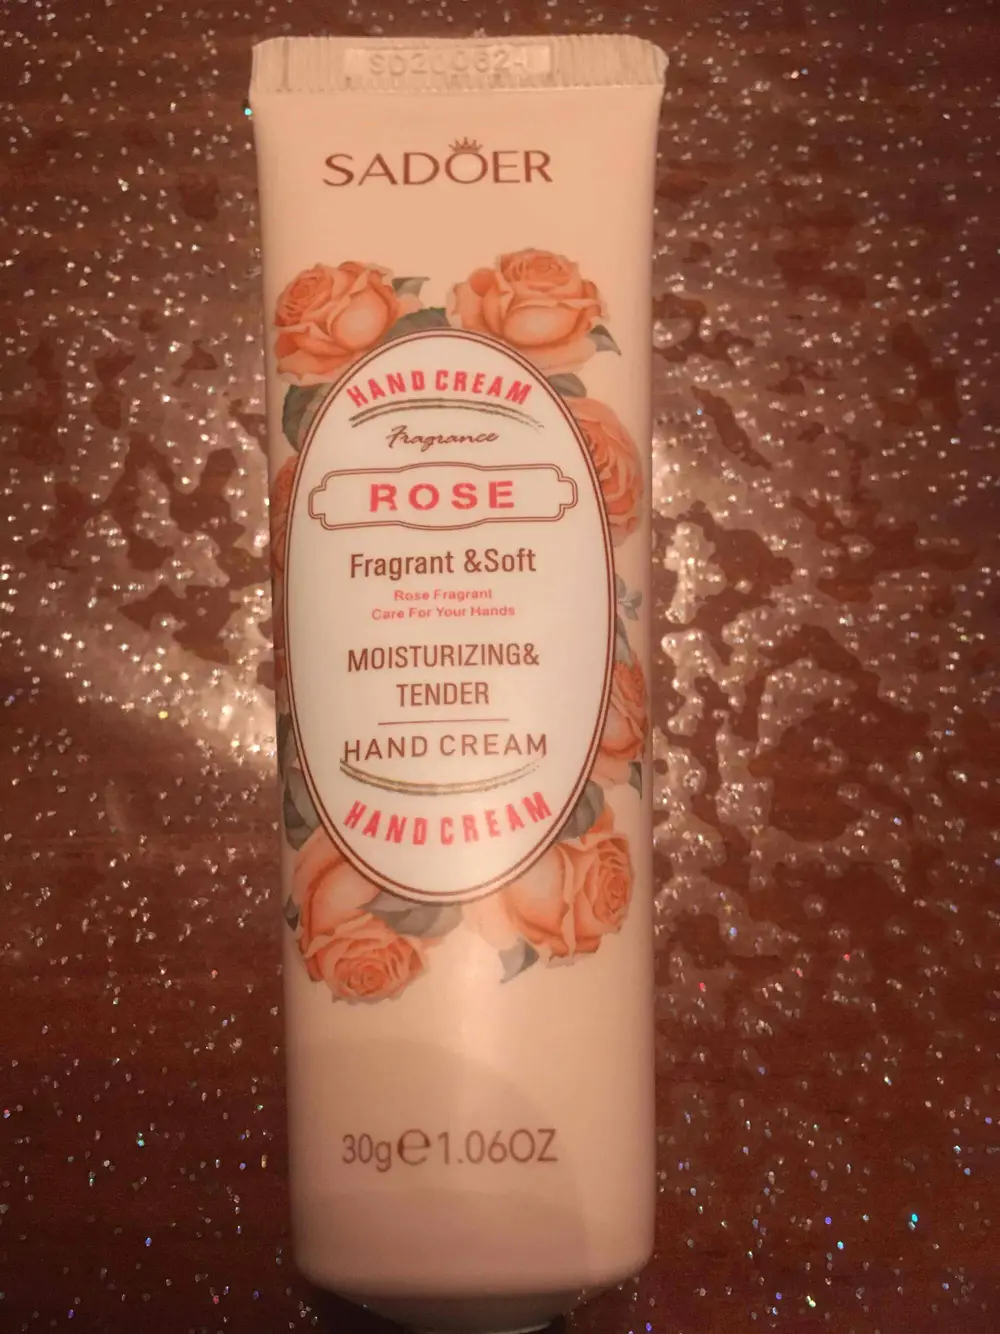 SADOER
HAND CREAM
Fragrance
ROSE
Fragrant &Soft
Rose Fragrant
Care For Your Hands
MOISTURIZING&
TENDER
HAND CREAM
HAND CREAM
30g℮1.06OZ